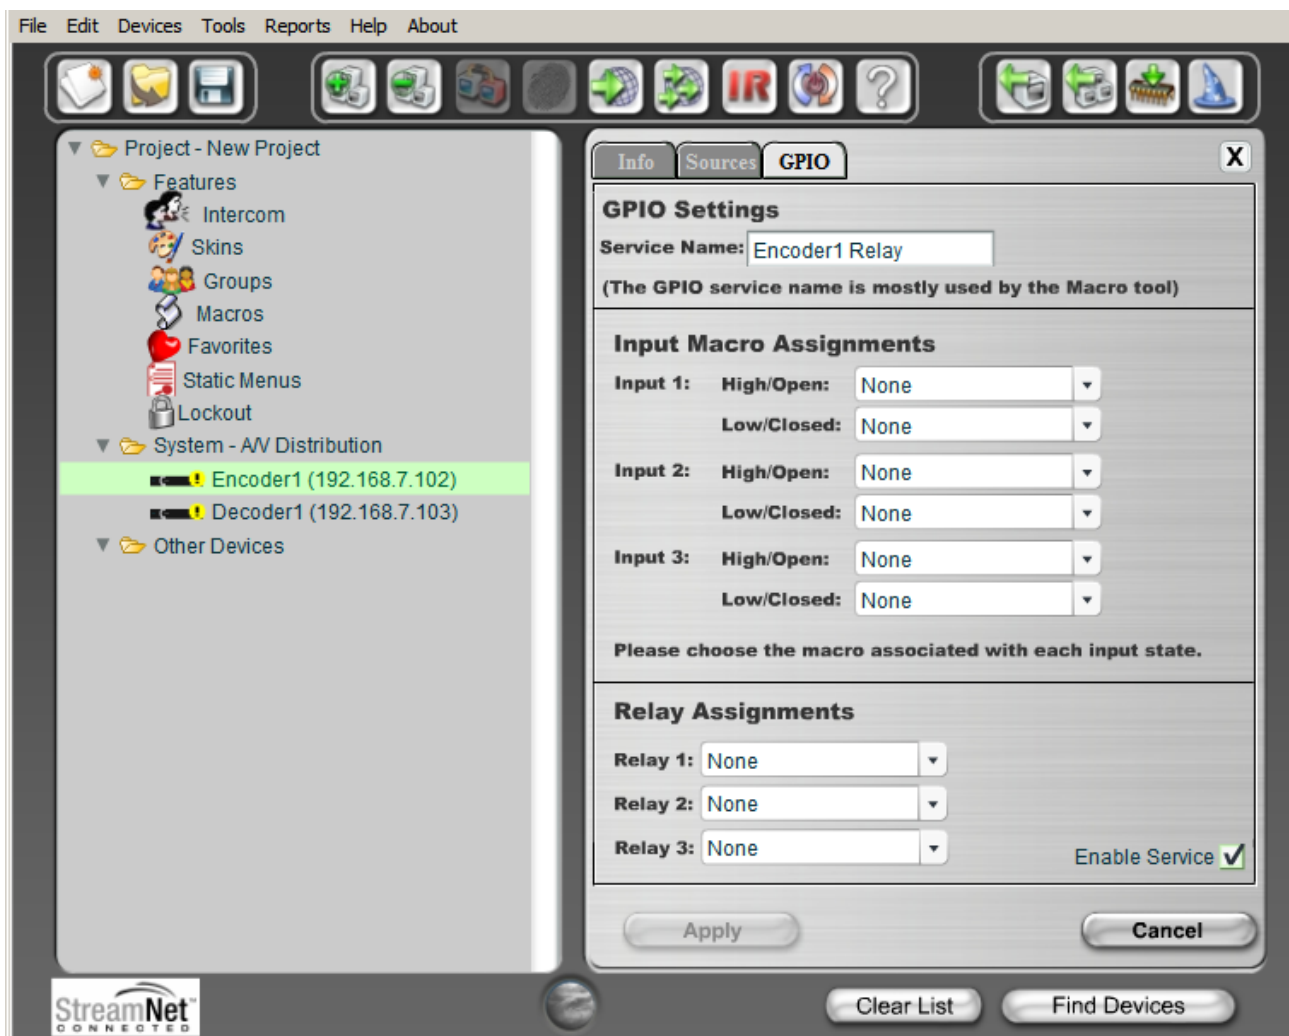 File Edit Devices Tools Reports Help About
IR
Project - New Project
Features
Intercom
Skins
Groups
Macros
Favorites
Static Menus
Lockout
System - A/V Distribution
Encoder1 (192.168.7.102)
Decoder1 (192.168.7.103)
Other Devices
Info Sources GPIO X
GPIO Settings
Service Name: Encoder1 Relay
(The GPIO service name is mostly used by the Macro tool)
Input Macro Assignments
Input 1: High/Open: None
Low/Closed: None
Input 2: High/Open: None
Low/Closed: None
Input 3: High/Open: None
Low/Closed: None
Please choose the macro associated with each input state.
Relay Assignments
Relay 1: None
Relay 2: None
Relay 3: None
Enable Service
Apply Cancel
StreamNet™
CONNECTED
Clear List Find Devices